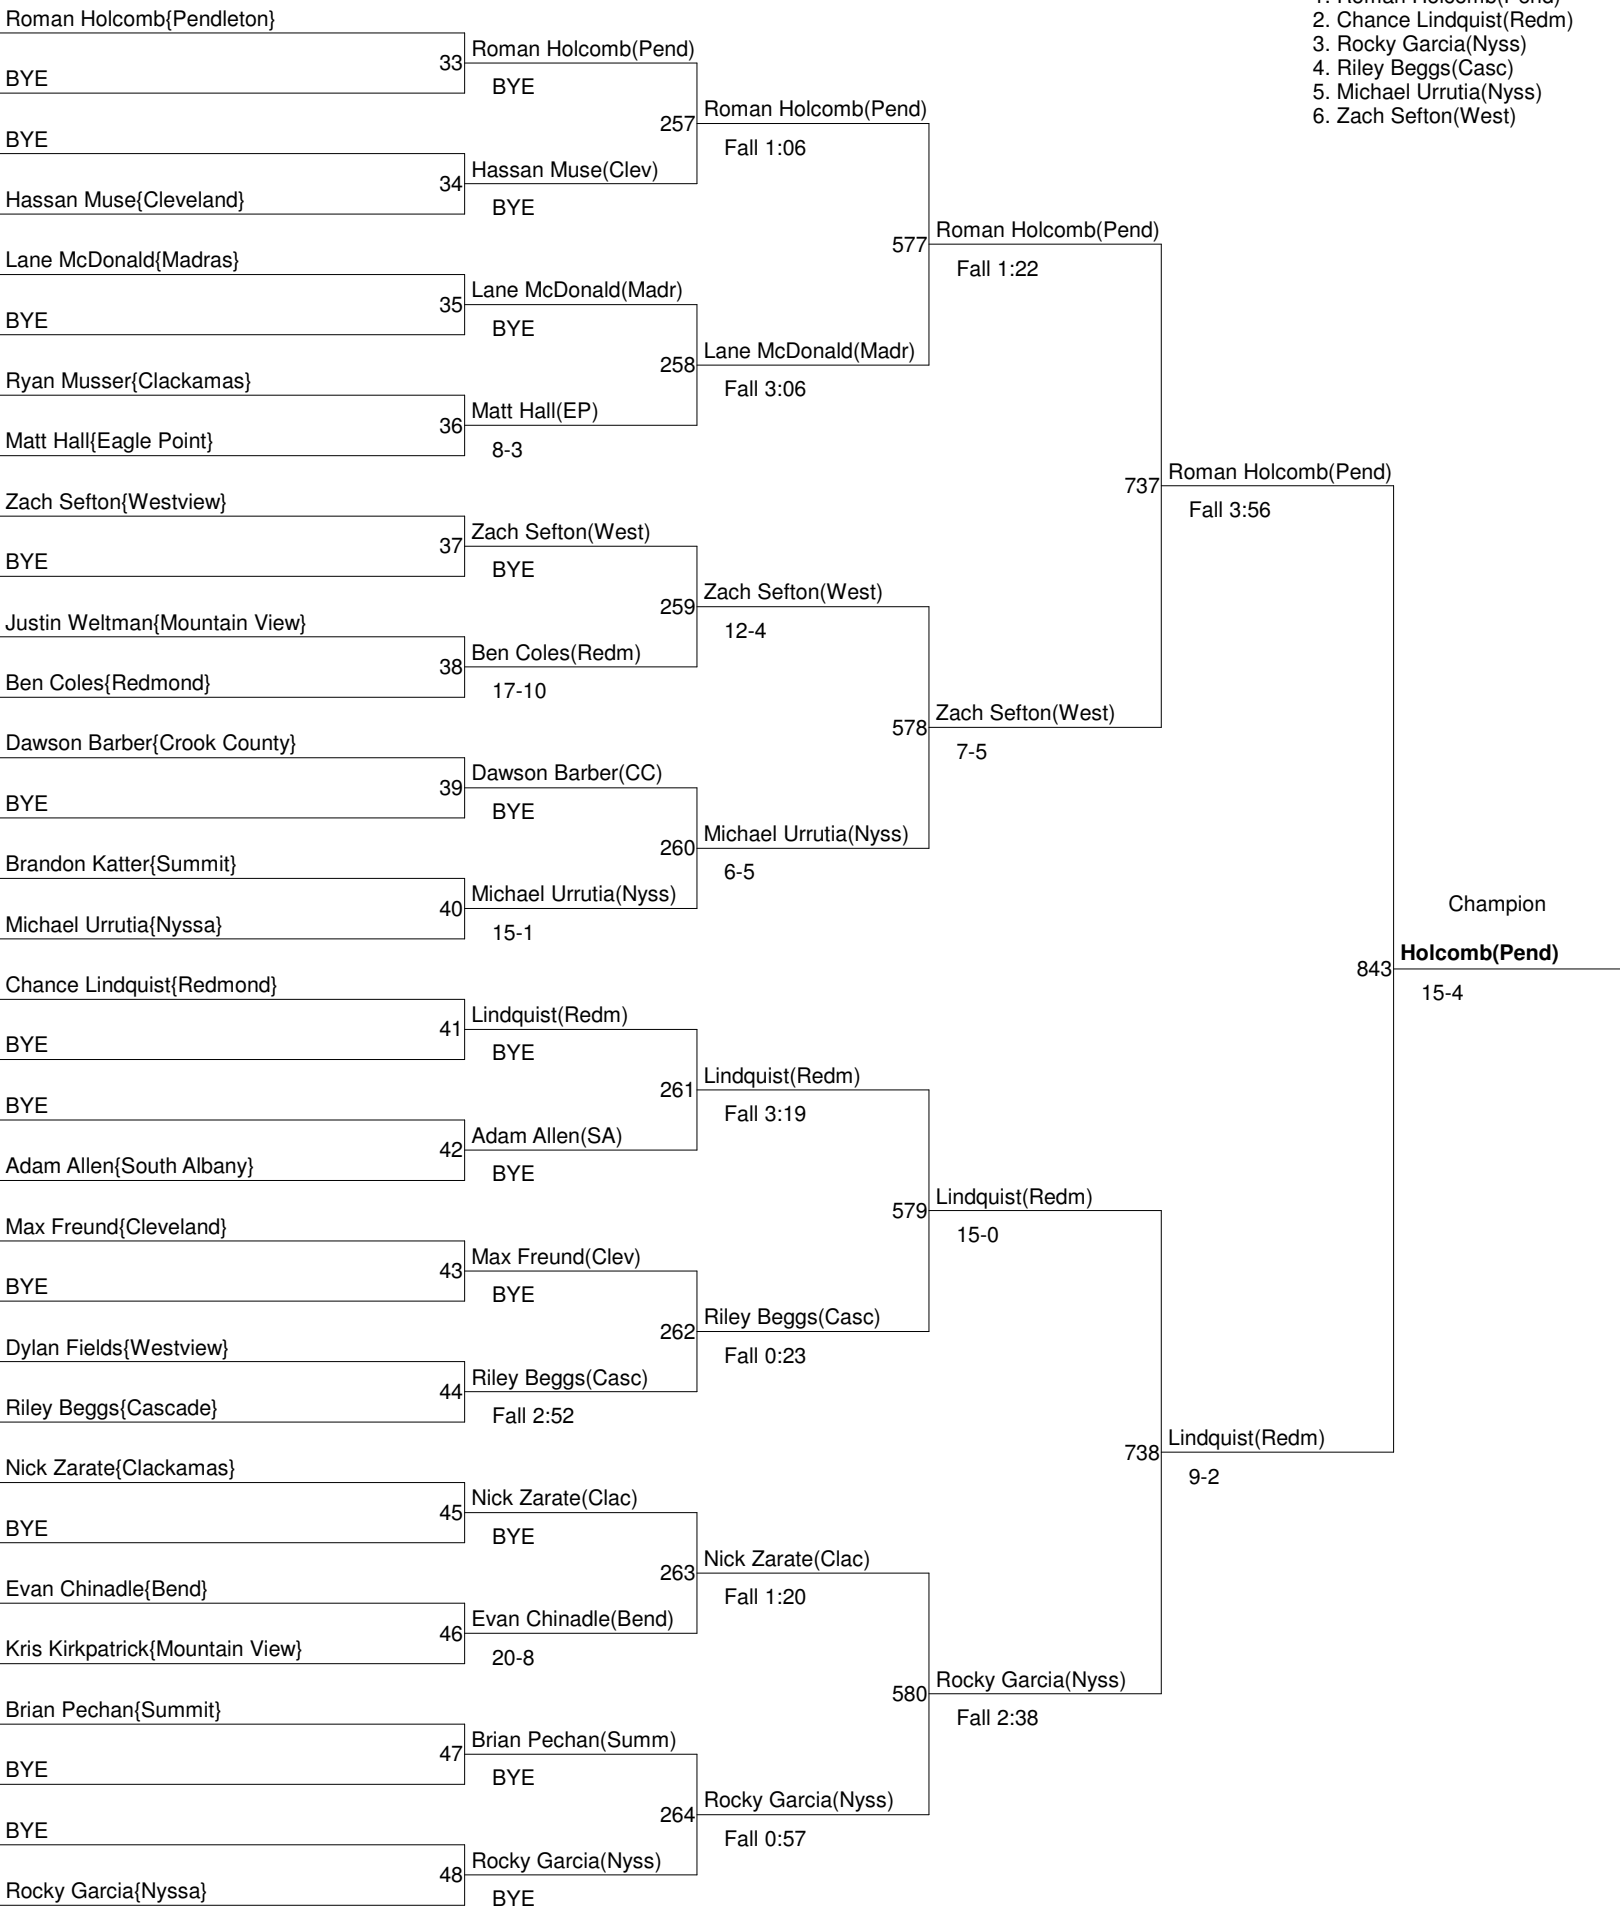 Roman Holcomb{Pendleton}
33
BYE
Roman Holcomb(Pend)
BYE
257
BYE
34
Hassan Muse{Cleveland}
Hassan Muse(Clev)
BYE
Roman Holcomb(Pend)
Fall 1:06
577
Lane McDonald{Madras}
35
BYE
Lane McDonald(Madr)
BYE
258
Ryan Musser{Clackamas}
36
Matt Hall{Eagle Point}
Matt Hall(EP)
8-3
Lane McDonald(Madr)
Fall 3:06
Roman Holcomb(Pend)
Fall 1:22
737
Zach Sefton{Westview}
37
BYE
Zach Sefton(West)
BYE
259
Justin Weltman{Mountain View}
38
Ben Coles{Redmond}
Ben Coles(Redm)
17-10
Zach Sefton(West)
12-4
578
Dawson Barber{Crook County}
39
BYE
Dawson Barber(CC)
BYE
260
Brandon Katter{Summit}
40
Michael Urrutia{Nyssa}
Michael Urrutia(Nyss)
15-1
Michael Urrutia(Nyss)
6-5
Zach Sefton(West)
7-5
Roman Holcomb(Pend)
Fall 3:56
843
Chance Lindquist{Redmond}
41
BYE
Lindquist(Redm)
BYE
261
BYE
42
Adam Allen{South Albany}
Adam Allen(SA)
BYE
Lindquist(Redm)
Fall 3:19
579
Max Freund{Cleveland}
43
BYE
Max Freund(Clev)
BYE
262
Dylan Fields{Westview}
44
Riley Beggs{Cascade}
Riley Beggs(Casc)
Fall 2:52
Riley Beggs(Casc)
Fall 0:23
Lindquist(Redm)
15-0
738
Nick Zarate{Clackamas}
45
BYE
Nick Zarate(Clac)
BYE
263
Evan Chinadle{Bend}
46
Kris Kirkpatrick{Mountain View}
Evan Chinadle(Bend)
20-8
Nick Zarate(Clac)
Fall 1:20
580
Brian Pechan{Summit}
47
BYE
Brian Pechan(Summ)
BYE
264
BYE
48
Rocky Garcia{Nyssa}
Rocky Garcia(Nyss)
BYE
Rocky Garcia(Nyss)
Fall 0:57
Rocky Garcia(Nyss)
Fall 2:38
Lindquist(Redm)
9-2
Champion
Holcomb(Pend)
15-4
1. Roman Holcomb(Pend)
2. Chance Lindquist(Redm)
3. Rocky Garcia(Nyss)
4. Riley Beggs(Casc)
5. Michael Urrutia(Nyss)
6. Zach Sefton(West)